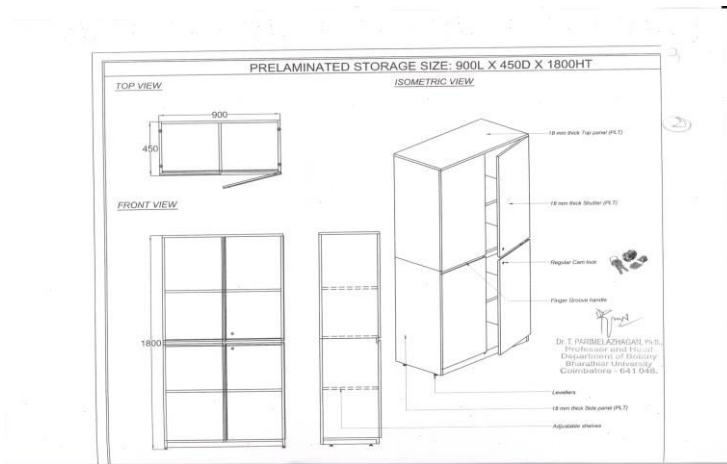 PRELAMINATED STORAGE SIZE: 900L X 450D X 1800HT
TOP VIEW
ISOMETRIC VIEW
900
450
18 mm thick Top panel (PLT)
FRONT VIEW
18 mm thick Shutter (PLT)
1800
Regular Cam lock
Finger Groove handle
Dr. T. PARIMELAZHAGAN, Ph.D.,
Professor and Head
Department of Botany
Bharathiar University
Coimbatore - 641 046.
Levellers
18 mm thick Side panel (PLT)
Adjustable shelves
2